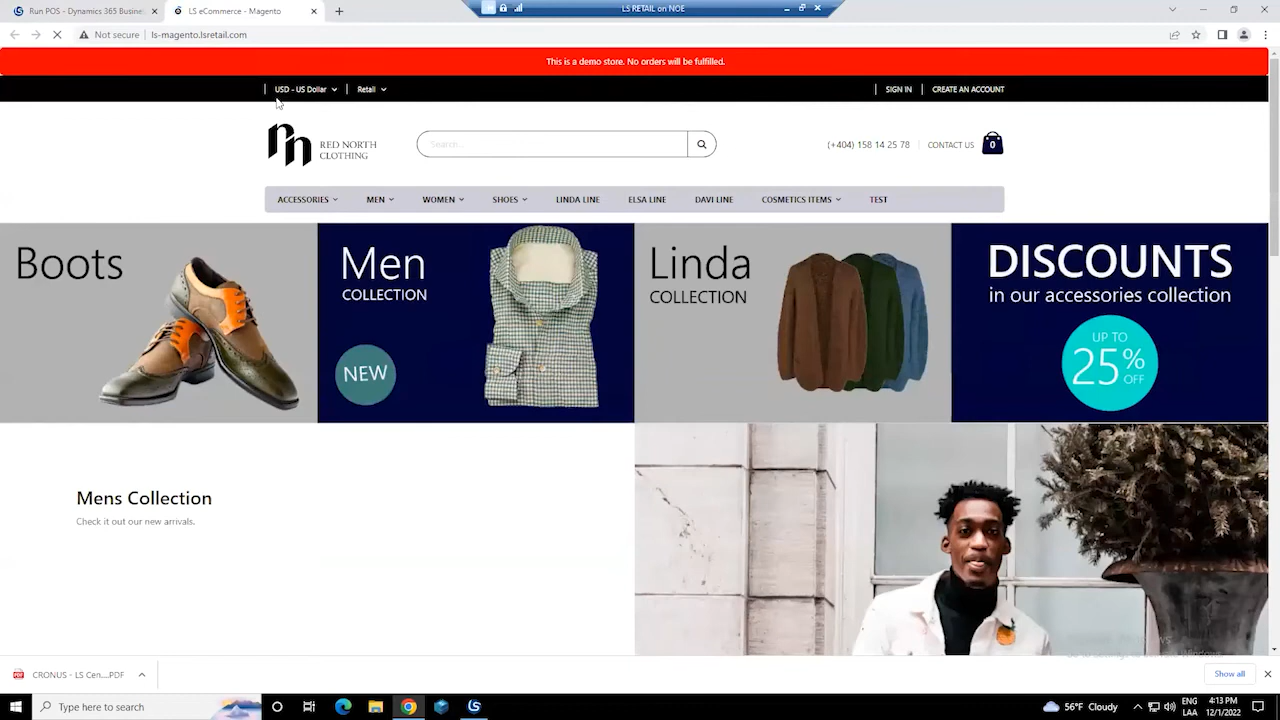 Run POS - Dynamics 365 Busine
LS eCommerce - Magento
LS RETAIL on NOE
Not secure
ls-magento.lsretail.com
This is a demo store. No orders will be fulfilled.
USD - US Dollar
Retail
SIGN IN
CREATE AN ACCOUNT
rn
RED NORTH
CLOTHING
Search...
(+404) 158 14 25 78
CONTACT US
0
ACCESSORIES
MEN
WOMEN
SHOES
LINDA LINE
ELSA LINE
DAVI LINE
COSMETICS ITEMS
TEST
Boots
Men
COLLECTION
NEW
Linda
COLLECTION
DISCOUNTS
in our accessories collection
UP TO
25%
OFF
Mens Collection
Check it out our new arrivals.
CRONUS - LS Cen....PDF
Show all
Type here to search
56°F Cloudy
ENG
LAA
4:13 PM
12/1/2022